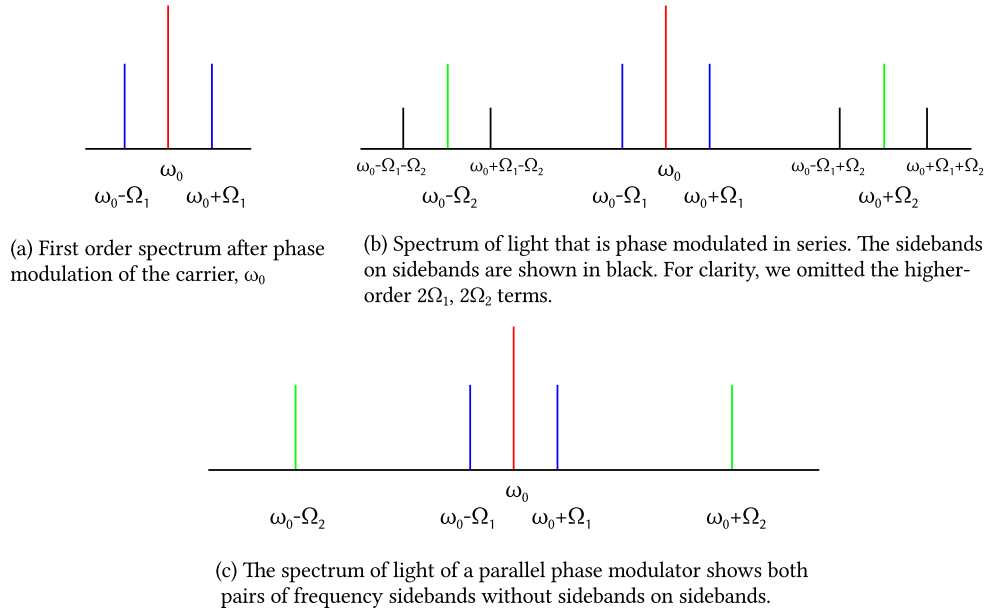 ω₀
ω₀-Ω₁ ω₀+Ω₁
(a) First order spectrum after phase
modulation of the carrier, ω₀
ω₀-Ω₁-Ω₂ ω₀+Ω₁-Ω₂ ω₀ ω₀-Ω₁+Ω₂ ω₀+Ω₁+Ω₂
ω₀-Ω₂ ω₀-Ω₁ ω₀+Ω₁ ω₀+Ω₂
(b) Spectrum of light that is phase modulated in series. The sidebands
on sidebands are shown in black. For clarity, we omitted the higher-
order 2Ω₁, 2Ω₂ terms.
ω₀
ω₀-Ω₂ ω₀-Ω₁ ω₀+Ω₁ ω₀+Ω₂
(c) The spectrum of light of a parallel phase modulator shows both
pairs of frequency sidebands without sidebands on sidebands.